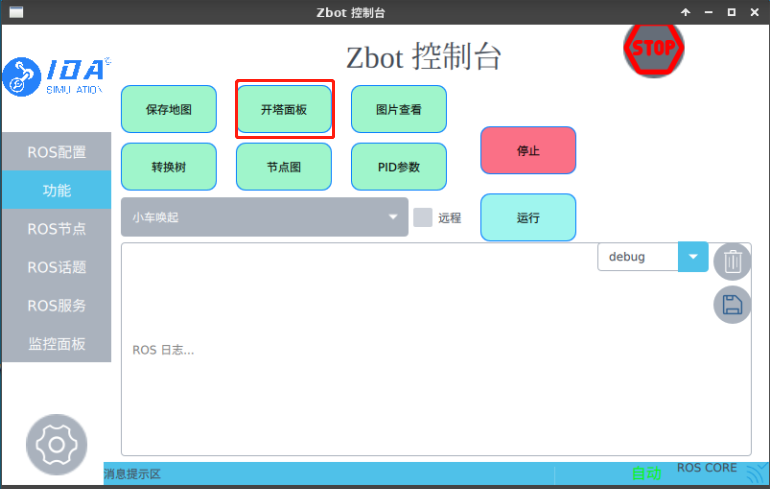 Zbot 控制台
Zbot 控制台
STOP
IDA
SIMULATION
保存地图
开塔面板
图片查看
转换树
节点图
PID参数
停止
小车唤起
远程
运行
ROS配置
功能
ROS节点
ROS话题
ROS服务
监控面板
debug
ROS 日志...
消息提示区
自动
ROS CORE